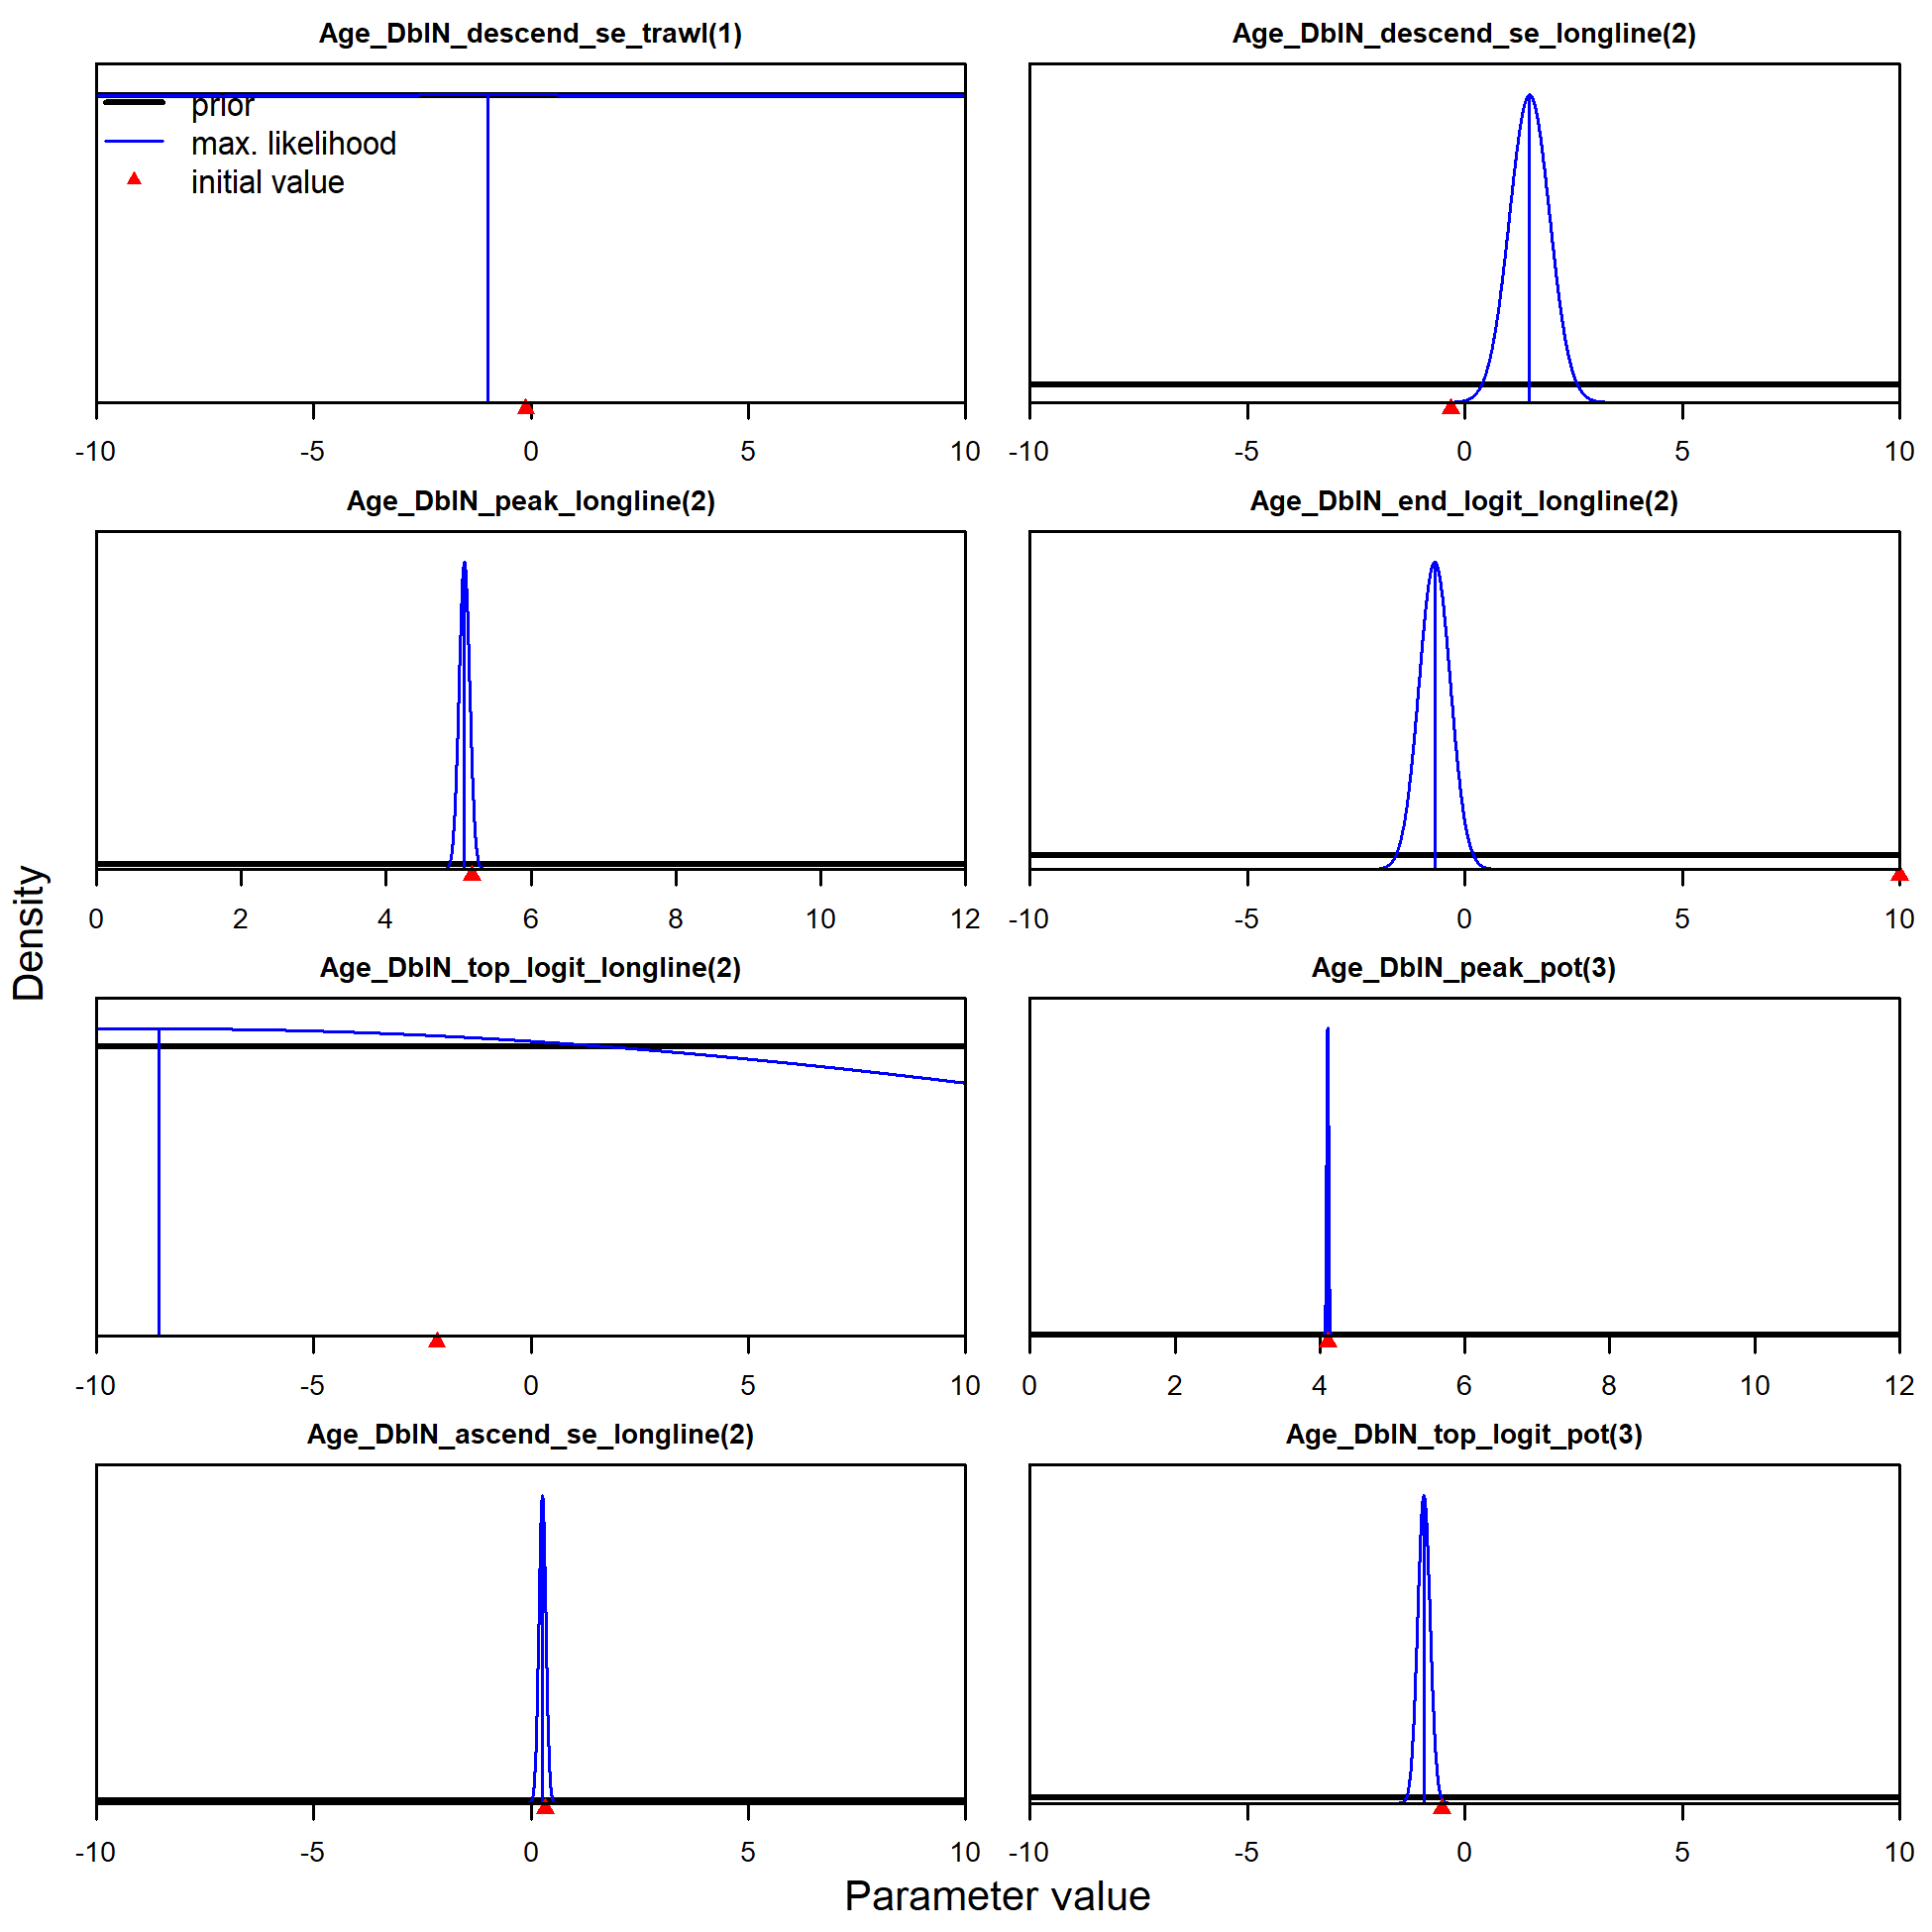 Age_DblN_descend_se_trawl(1)
prior
max. likelihood
initial value
-10 -5 0 5 10
Age_DblN_descend_se_longline(2)
-10 -5 0 5 10
Age_DblN_peak_longline(2)
0 2 4 6 8 10 12
Age_DblN_end_logit_longline(2)
-10 -5 0 5 10
Age_DblN_top_logit_longline(2)
-10 -5 0 5 10
Age_DblN_peak_pot(3)
0 2 4 6 8 10 12
Age_DblN_ascend_se_longline(2)
-10 -5 0 5 10
Age_DblN_top_logit_pot(3)
-10 -5 0 5 10
Density
Parameter value